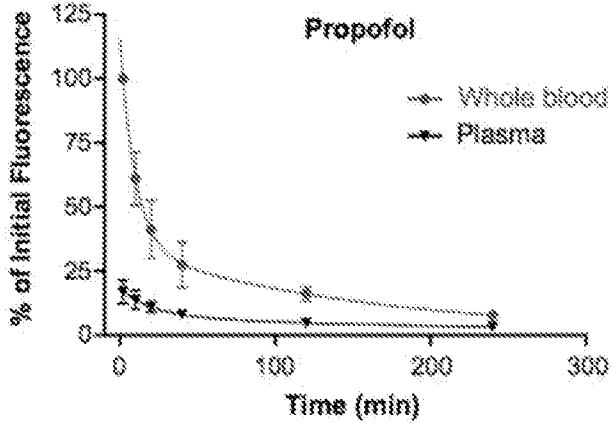 Propofol
Whole blood
Plasma
% of Initial Fluorescence
125
100
75
50
25
0
0
100
200
300
Time (min)